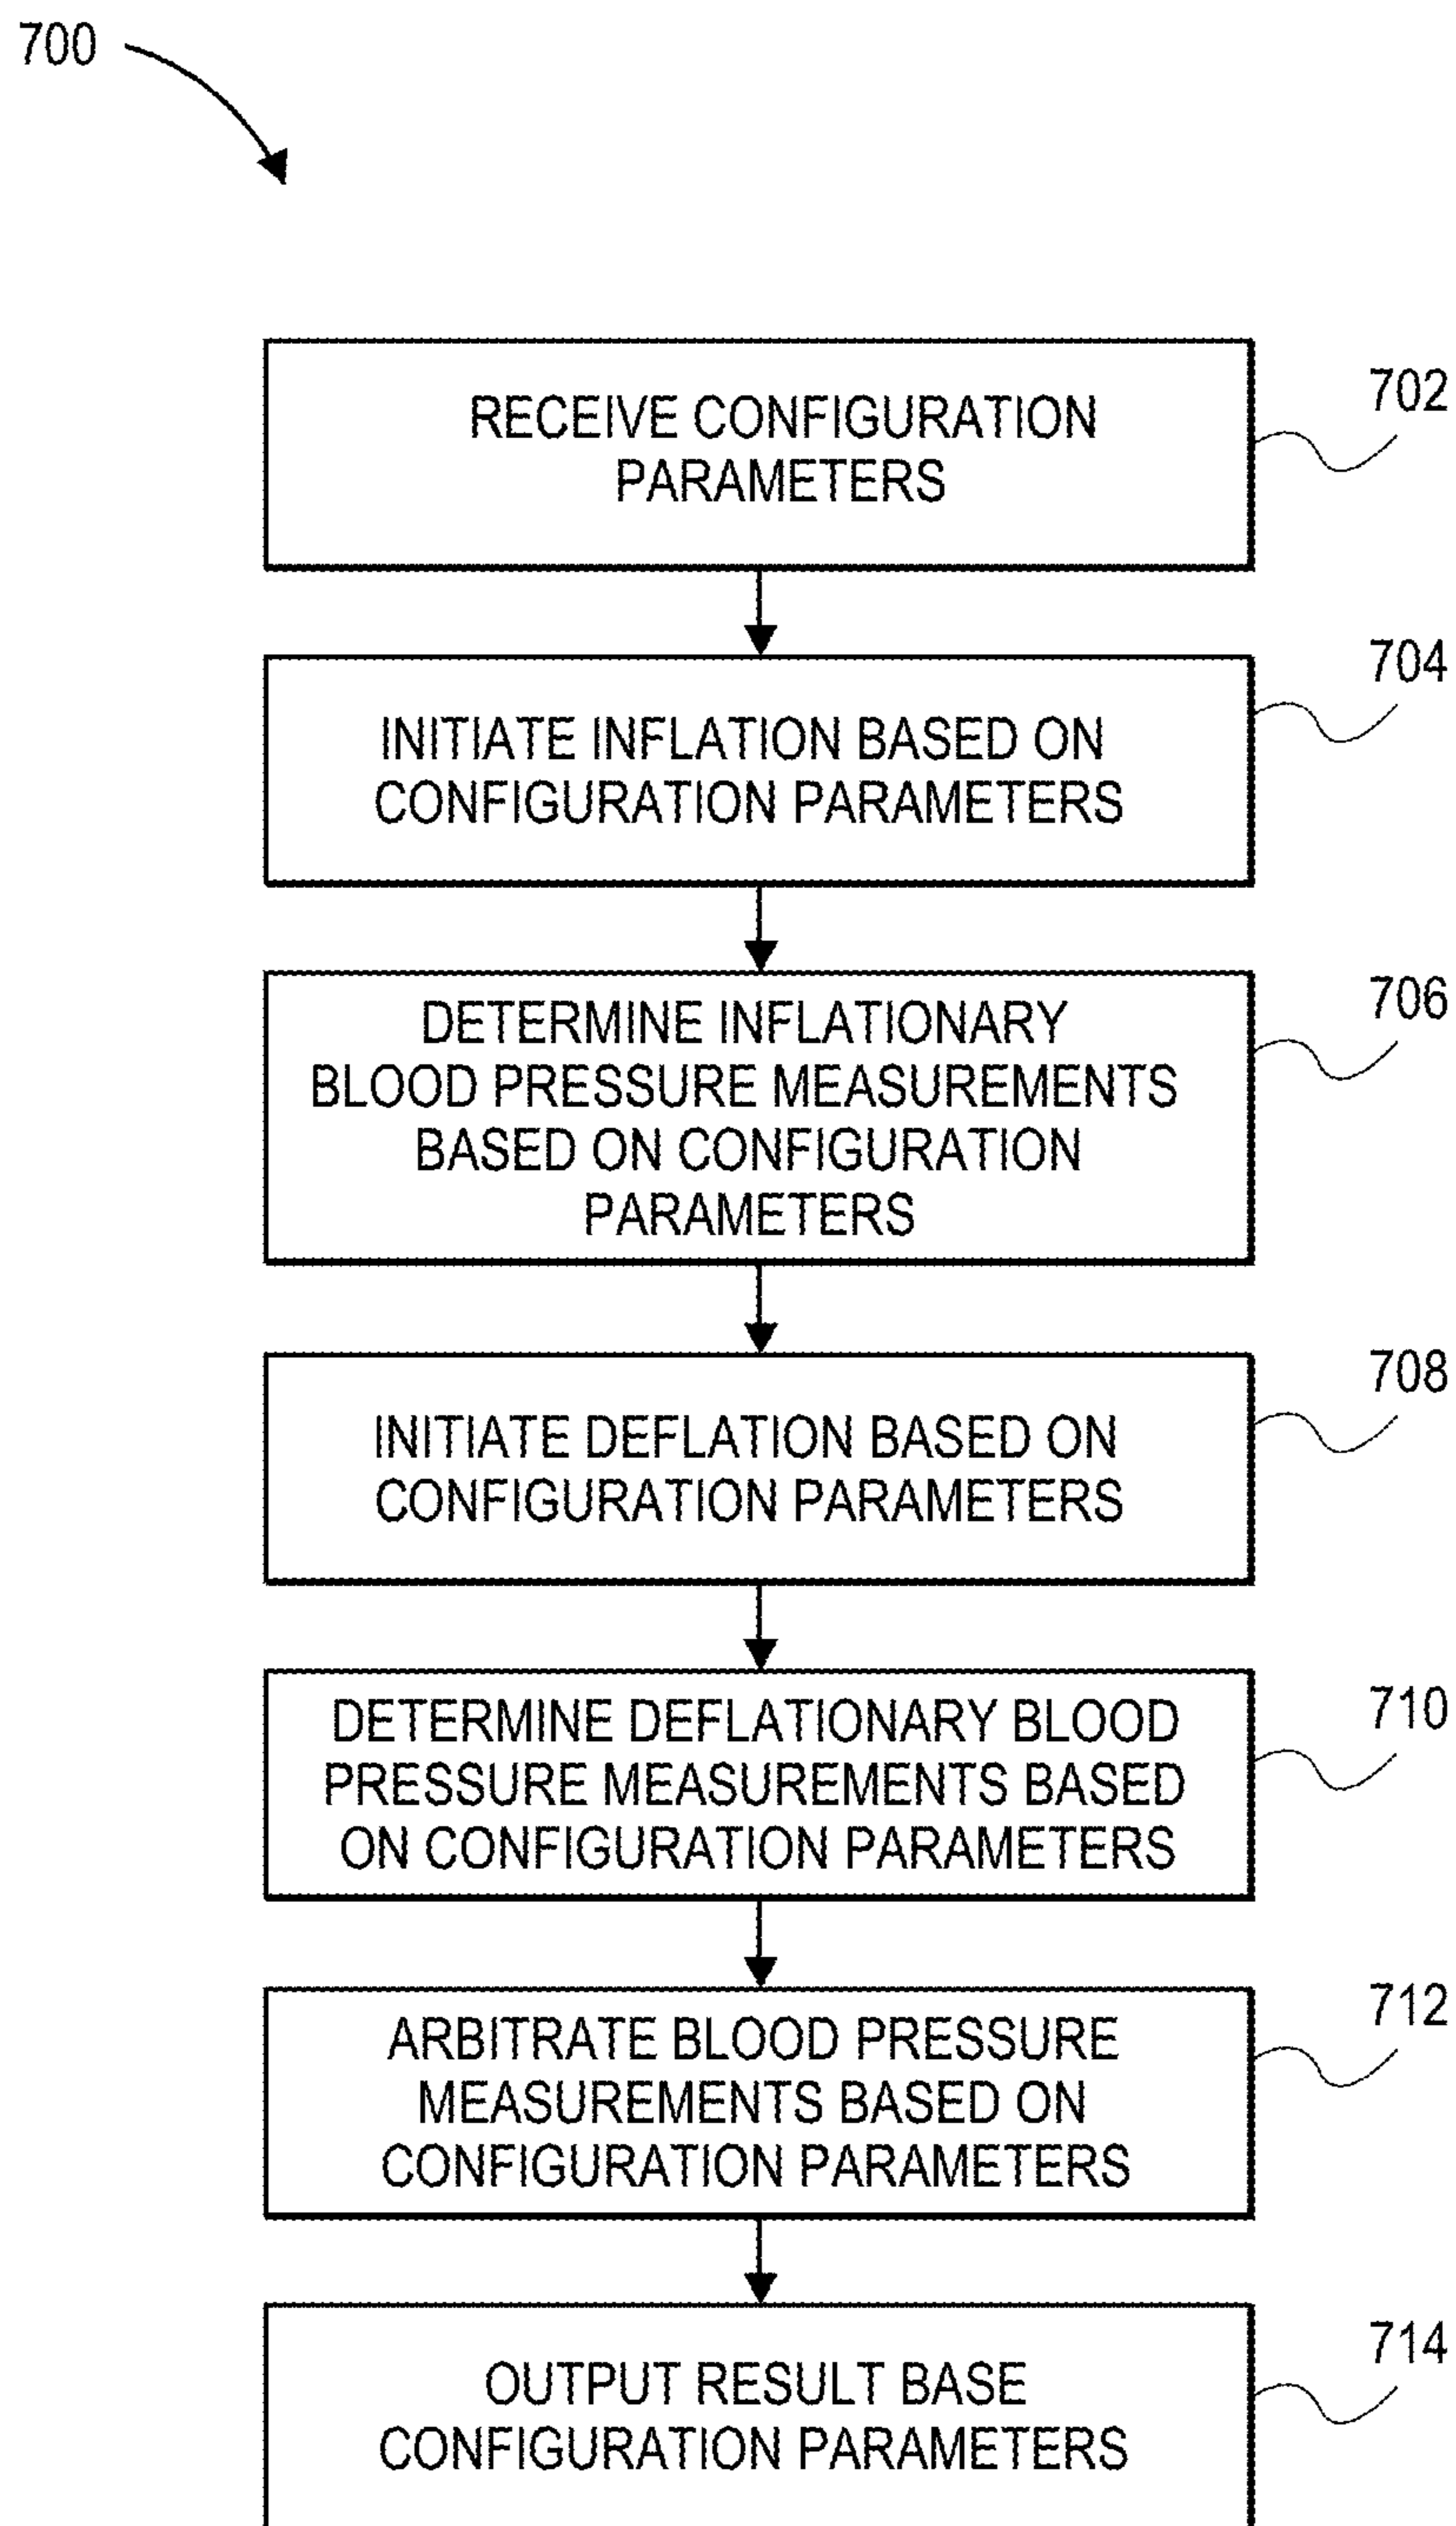 700
RECEIVE CONFIGURATION
PARAMETERS
702
INITIATE INFLATION BASED ON
CONFIGURATION PARAMETERS
704
DETERMINE INFLATIONARY
BLOOD PRESSURE MEASUREMENTS
BASED ON CONFIGURATION
PARAMETERS
706
INITIATE DEFLATION BASED ON
CONFIGURATION PARAMETERS
708
DETERMINE DEFLATIONARY BLOOD
PRESSURE MEASUREMENTS BASED
ON CONFIGURATION PARAMETERS
710
ARBITRATE BLOOD PRESSURE
MEASUREMENTS BASED ON
CONFIGURATION PARAMETERS
712
OUTPUT RESULT BASE
CONFIGURATION PARAMETERS
714